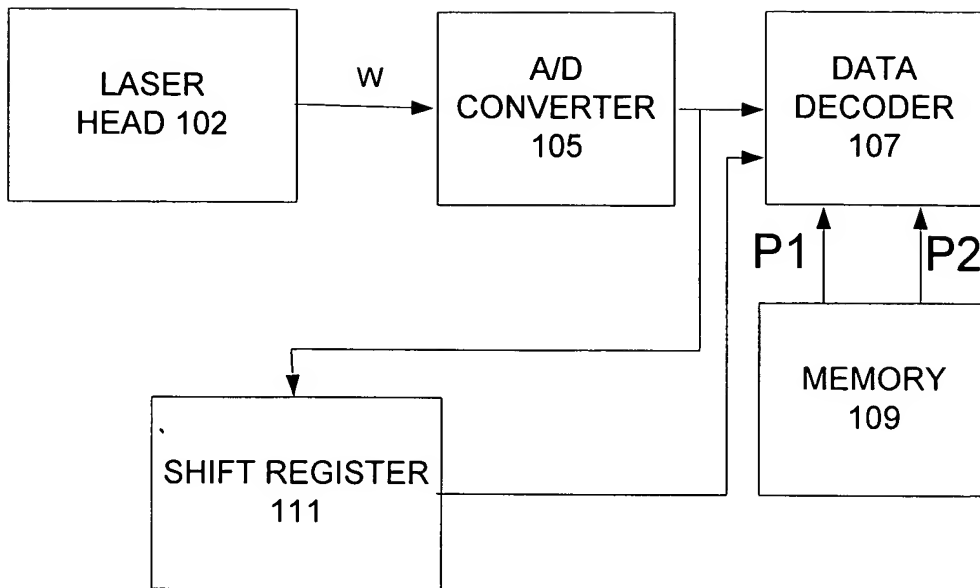 LASER
HEAD 102
W
A/D
CONVERTER
105
DATA
DECODER
107
P1
P2
MEMORY
109
SHIFT REGISTER
111